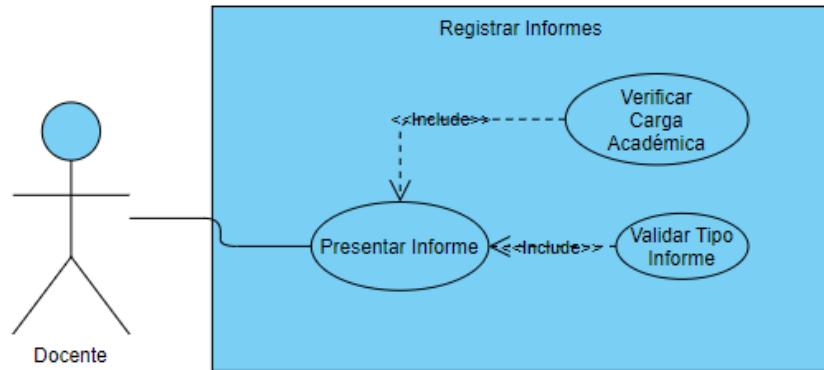 Registrar Informes
Verificar
Carga
Académica
<<Include>>
Presentar Informe
<<Include>>
Validar Tipo
Informe
Docente